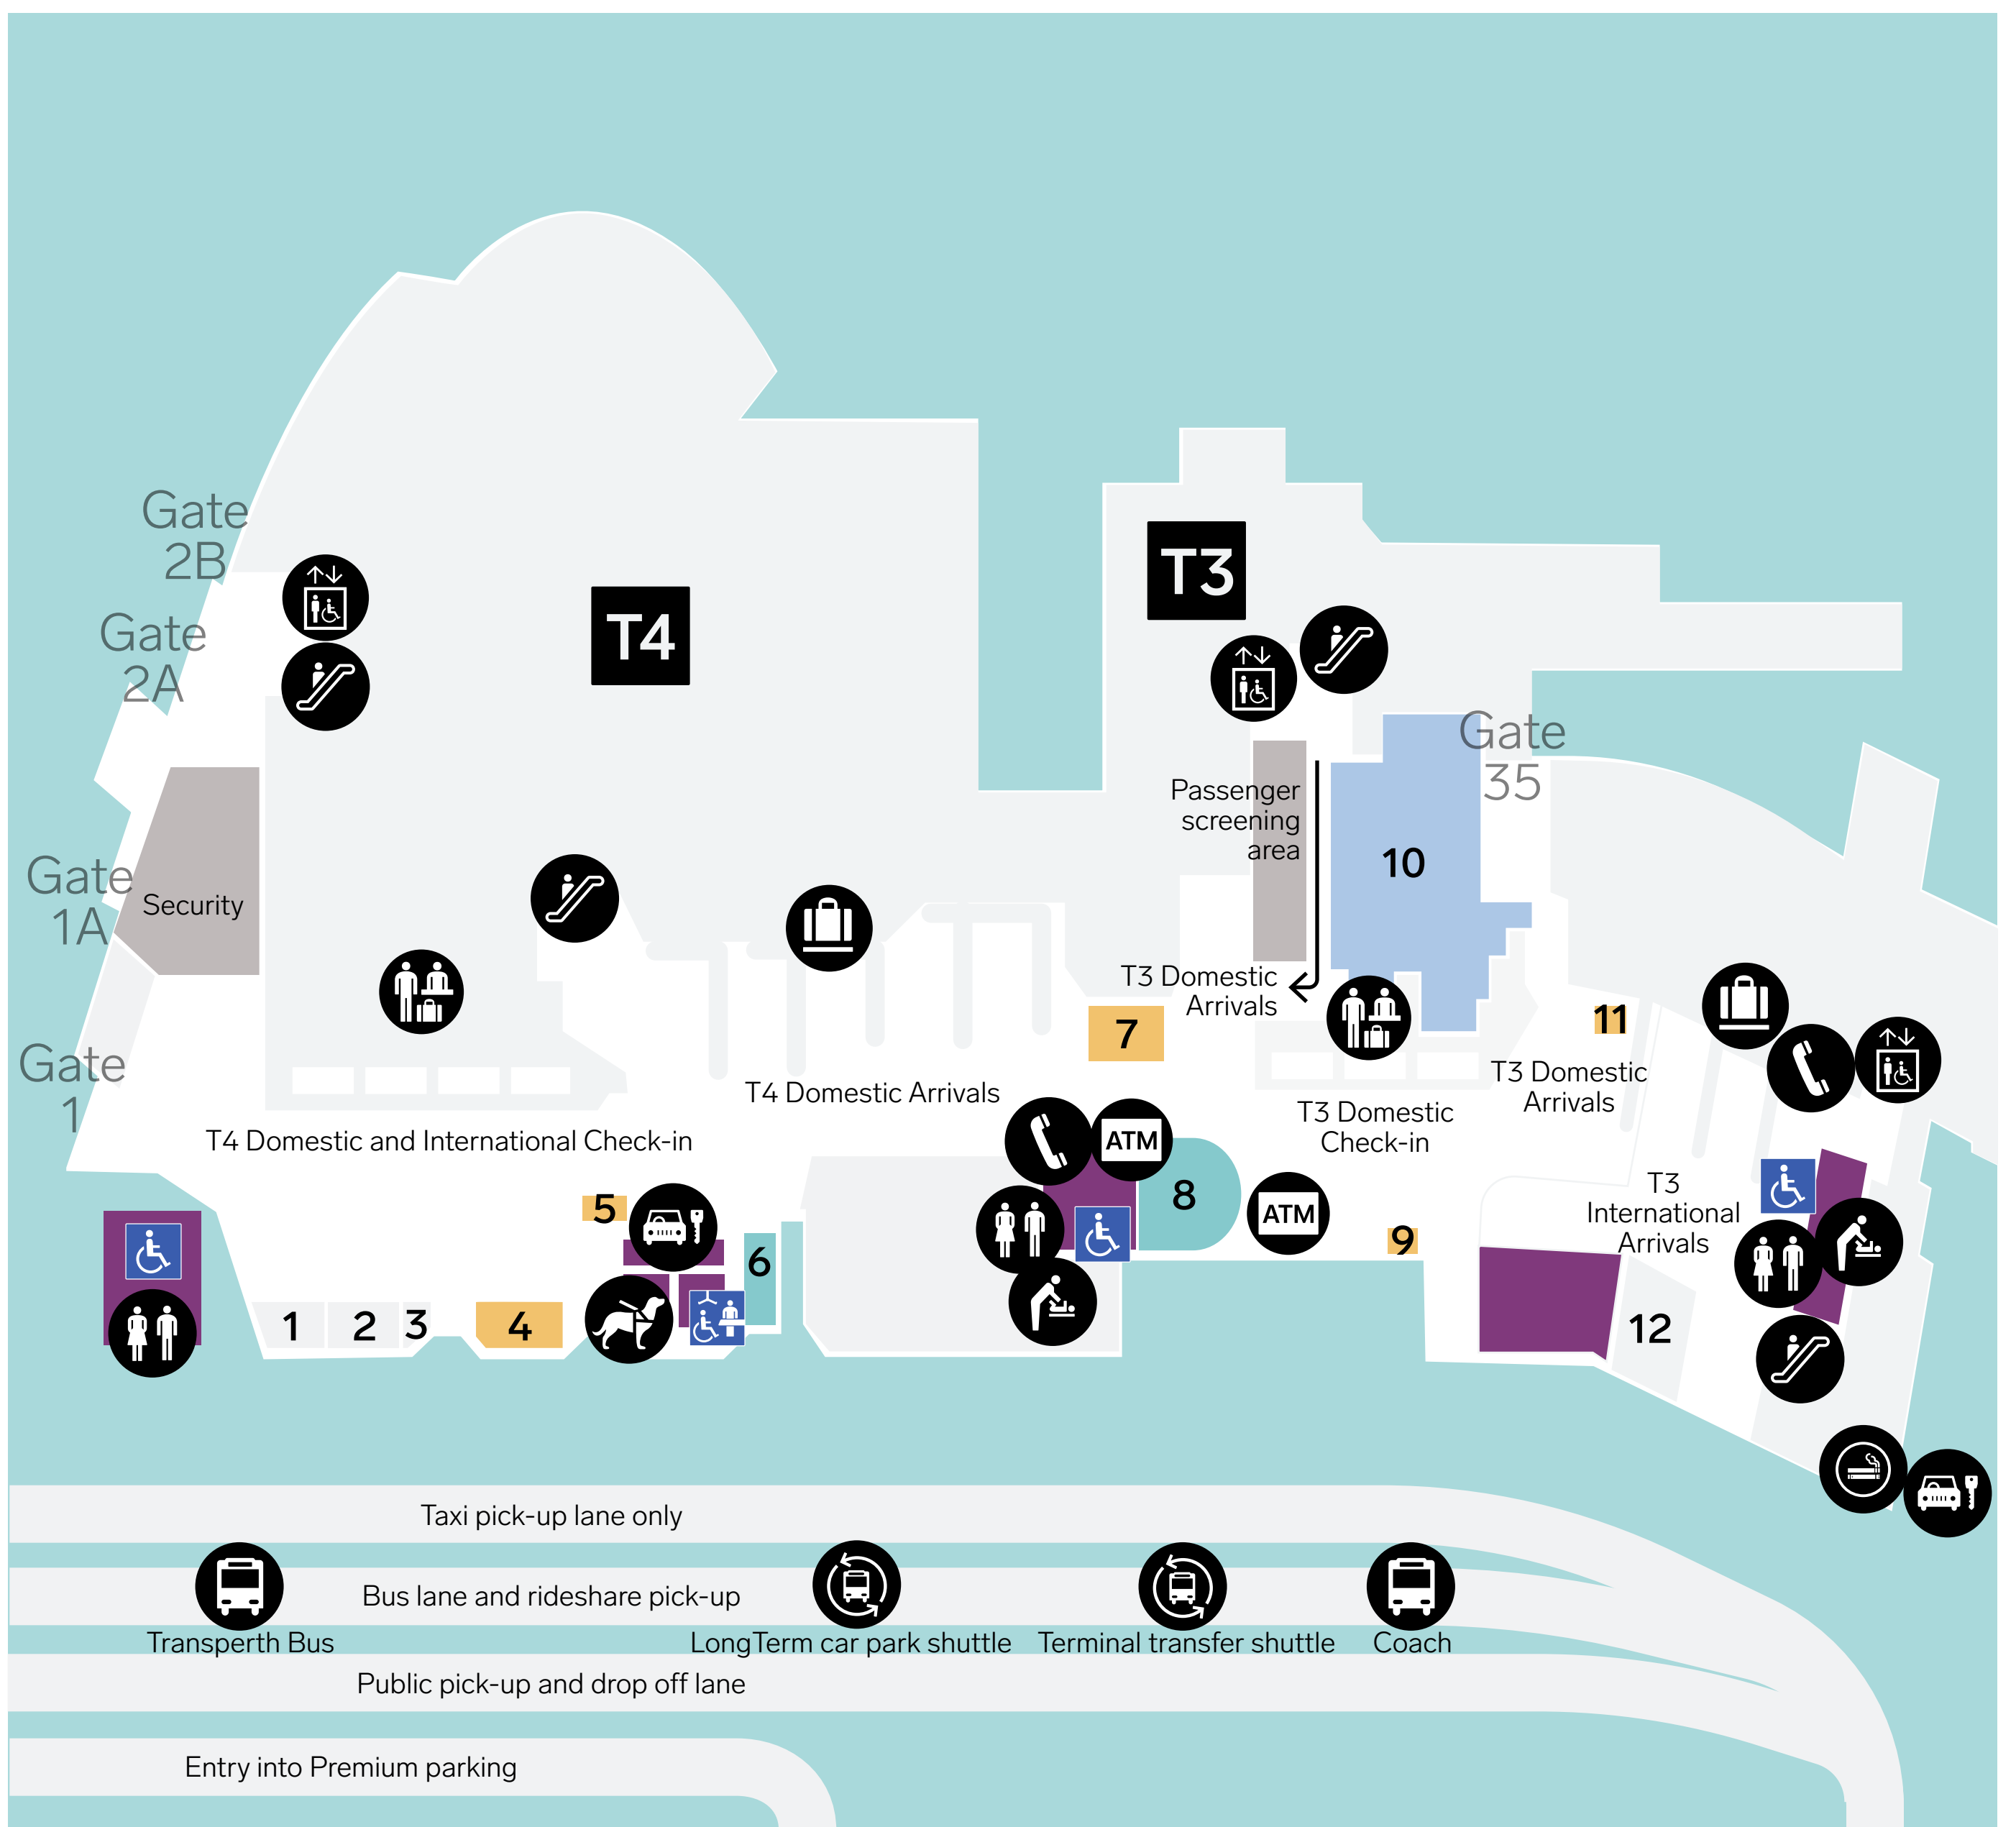 Gate
2B
Gate
2A
T4
T3
Gate
35
Passenger
screening
area
10
Gate
1A
Security
T3 Domestic
Arrivals
7
11
Gate
1
T4 Domestic Arrivals
T3 Domestic
Arrivals
T3 Domestic
Check-in
T4 Domestic and International Check-in
ATM
8
ATM
T3
International
Arrivals
5
6
9
1
2
3
4
12
Taxi pick-up lane only
Bus lane and rideshare pick-up
Transperth Bus
LongTerm car park shuttle
Terminal transfer shuttle
Coach
Public pick-up and drop off lane
Entry into Premium parking